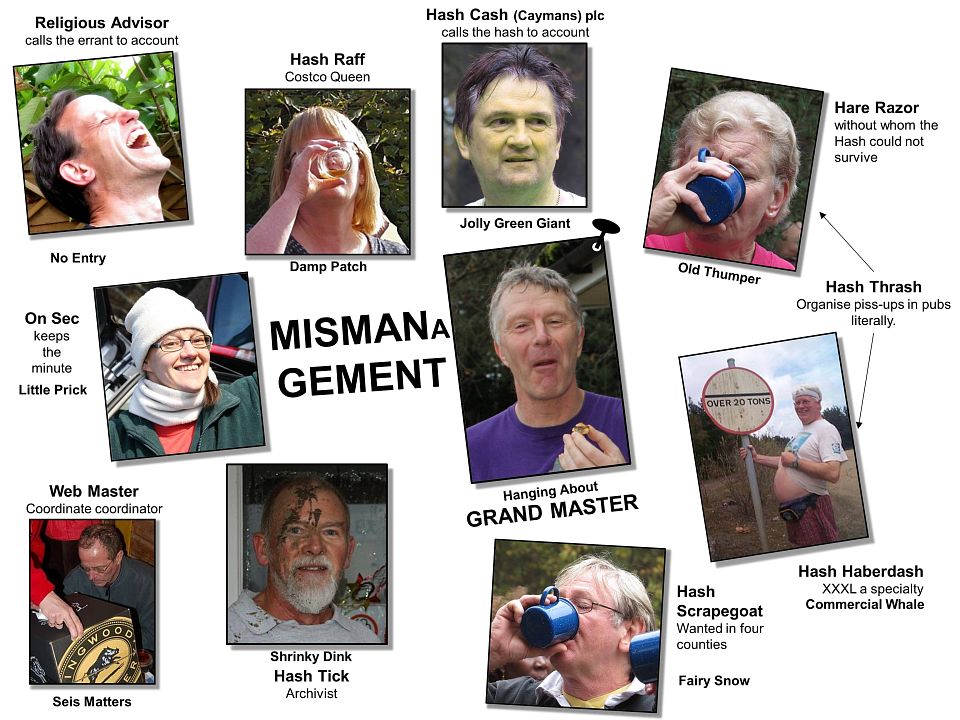 Religious Advisor
calls the errant to account
No Entry
Hash Raff
Costco Queen
Damp Patch
Hash Cash (Caymans) plc
calls the hash to account
Jolly Green Giant
Hare Razor
without whom the
Hash could not
survive
Old Thumper
Hash Thrash
Organise piss-ups in pubs
literally.
On Sec
keeps
the
minute
Little Prick
MISMANA
GEMENT
Hanging About
GRAND MASTER
OVER 20 TONS
Hash Haberdash
XXXL a specialty
Commercial Whale
Web Master
Coordinate coordinator
INGWOOD
Seis Matters
Shrinky Dink
Hash Tick
Archivist
Hash
Scrapegoat
Wanted in four
counties
Fairy Snow